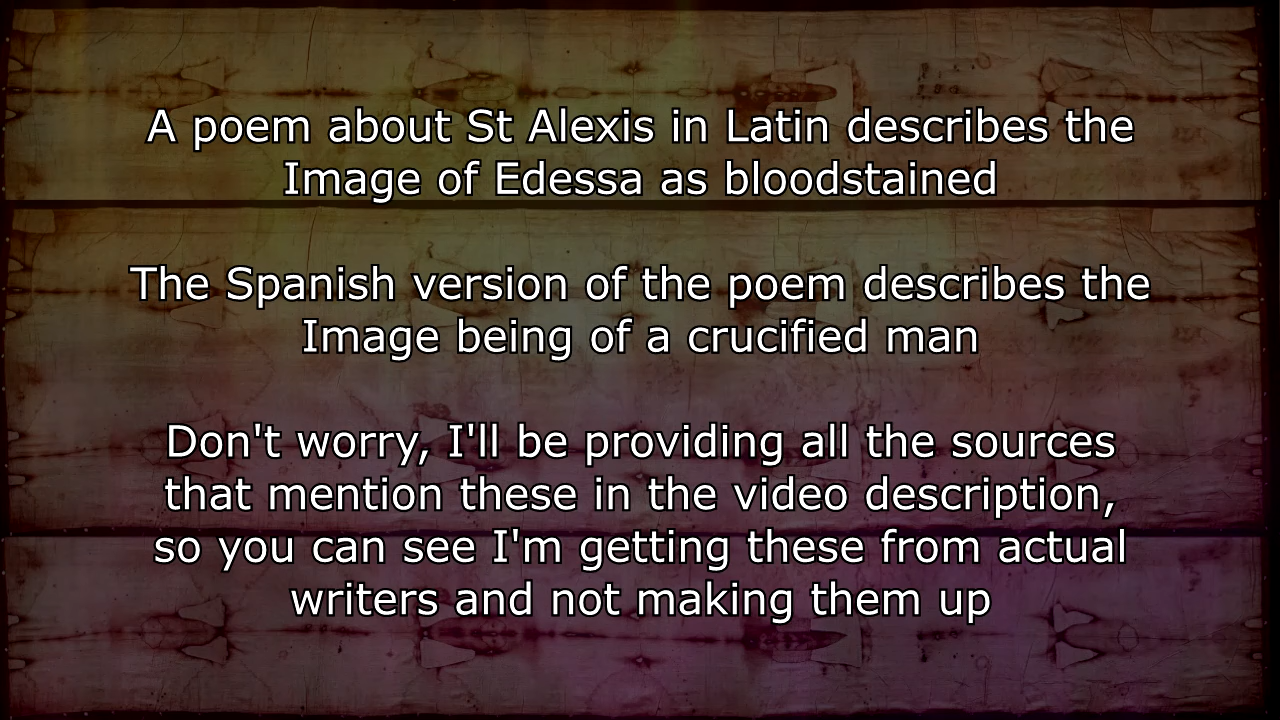 A poem about St Alexis in Latin describes the
Image of Edessa as bloodstained
The Spanish version of the poem describes the
Image being of a crucified man
Don't worry, I'll be providing all the sources
that mention these in the video description,
so you can see I'm getting these from actual
writers and not making them up